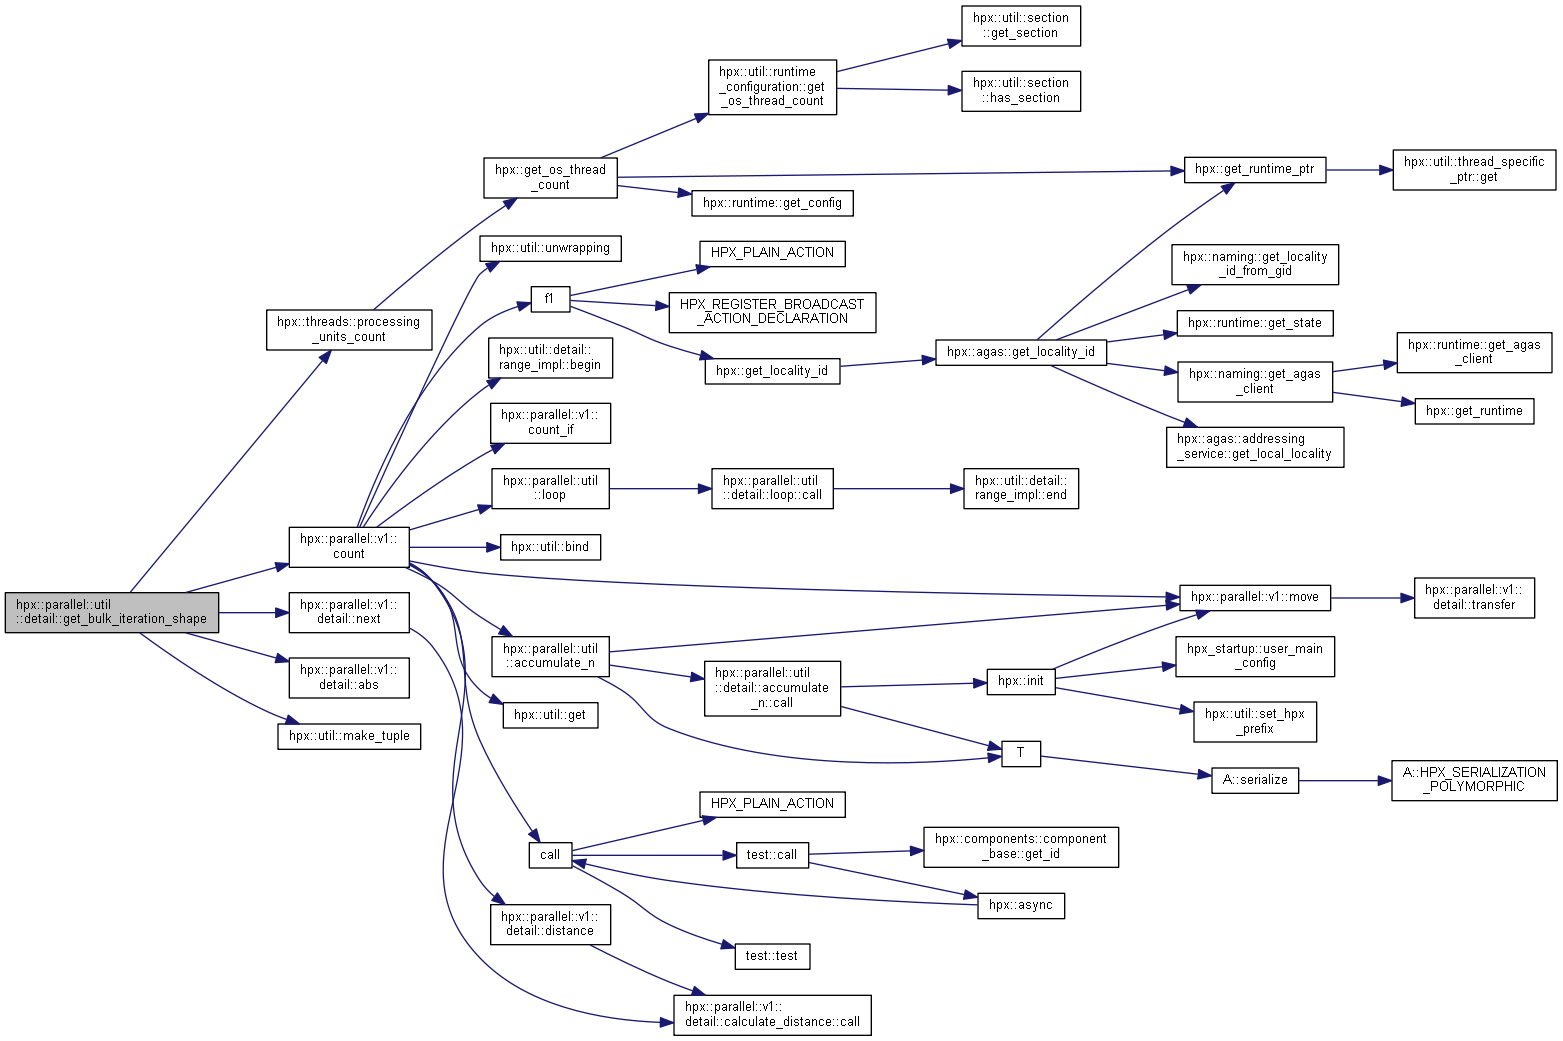 hpx::util::section
::get_section
hpx::util::runtime
_configuration::get
_os_thread_count
hpx::util::section
::has_section
hpx::get_os_thread
_count
hpx::get_runtime_ptr
hpx::util::thread_specific
_ptr::get
hpx::runtime::get_config
hpx::util::unwrapping
HPX_PLAIN_ACTION
hpx::naming::get_locality
_id_from_gid
f1
HPX_REGISTER_BROADCAST
_ACTION_DECLARATION
hpx::threads::processing
_units_count
hpx::runtime::get_state
hpx::util::detail::
range_impl::begin
hpx::get_locality_id
hpx::agas::get_locality_id
hpx::runtime::get_agas
_client
hpx::naming::get_agas
_client
hpx::get_runtime
hpx::parallel::v1::
count_if
hpx::agas::addressing
_service::get_local_locality
hpx::parallel::util
::loop
hpx::parallel::util
::detail::loop::call
hpx::util::detail::
range_impl::end
hpx::parallel::v1::
count
hpx::util::bind
hpx::parallel::util
::detail::get_bulk_iteration_shape
hpx::parallel::v1::
detail::next
hpx::parallel::v1::move
hpx::parallel::v1::
detail::transfer
hpx::parallel::util
::accumulate_n
hpx::parallel::v1::
detail::abs
hpx::parallel::util
::detail::accumulate
_n::call
hpx::init
hpx_startup::user_main
_config
hpx::util::get
hpx::util::set_hpx
_prefix
hpx::util::make_tuple
T
A::serialize
A::HPX_SERIALIZATION
_POLYMORPHIC
HPX_PLAIN_ACTION
call
test::call
hpx::components::component
_base::get_id
hpx::async
hpx::parallel::v1::
detail::distance
test::test
hpx::parallel::v1::
detail::calculate_distance::call